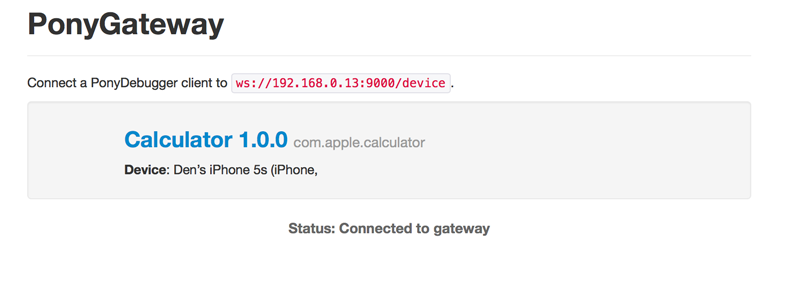 PonyGateway
Connect a PonyDebugger client to ws://192.168.0.13:9000/device.
Calculator 1.0.0 com.apple.calculator
Device: Den’s iPhone 5s (iPhone,
Status: Connected to gateway